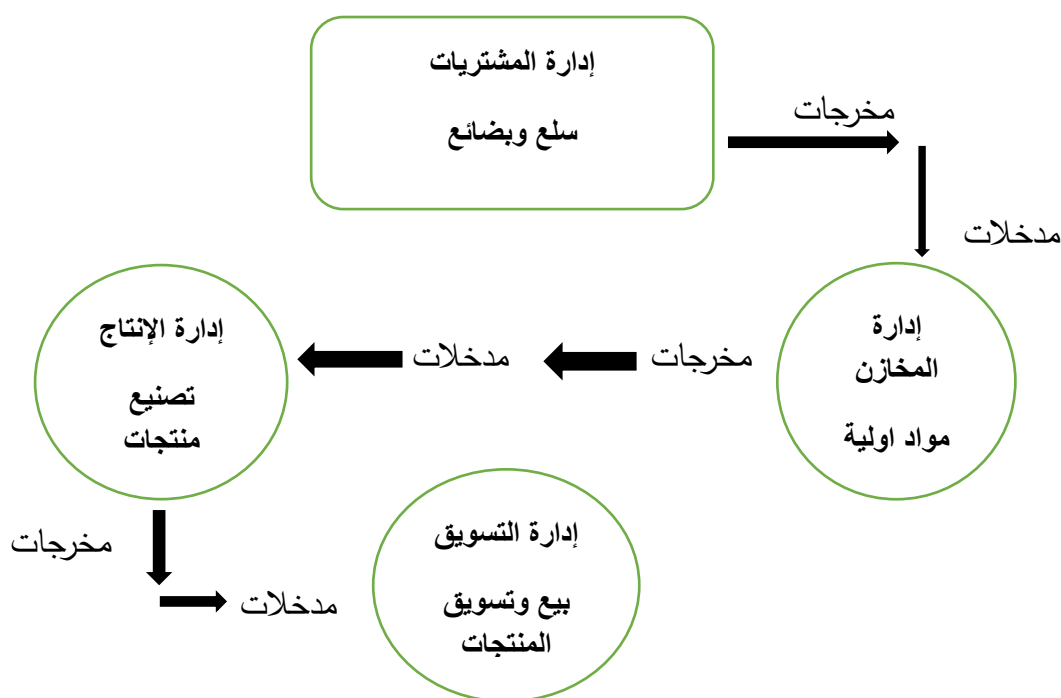 إدارة المشتريات
سلع وبضائع
مخرجات
مدخلات
إدارة
المخازن
مواد اولية
مخرجات
مدخلات
إدارة الإنتاج
تصنيع
منتجات
مخرجات
مدخلات
إدارة التسويق
بيع وتسويق
المنتجات